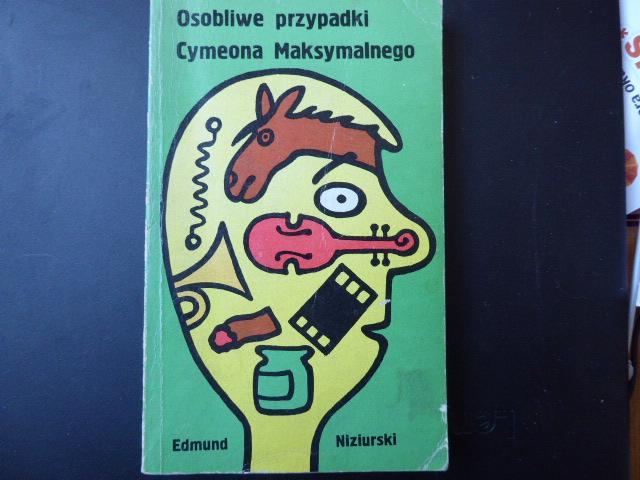 Osobliwe przypadki
Cymeona Maksymalnego
Edmund Niziurski